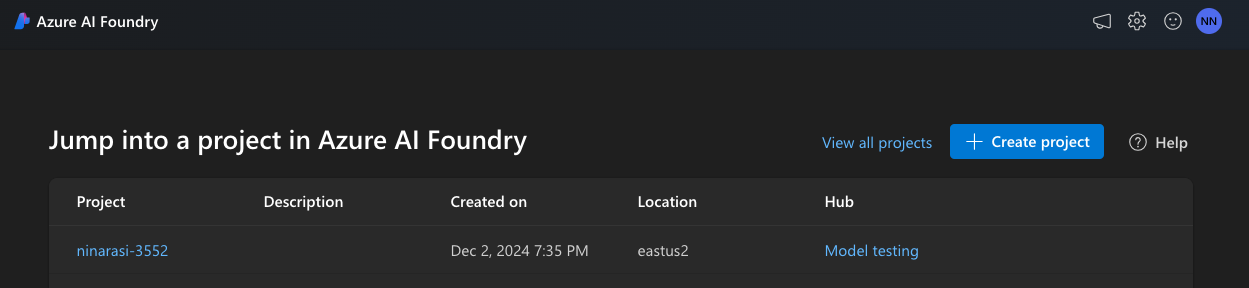 Azure AI Foundry
NN
Jump into a project in Azure AI Foundry
View all projects
Create project
Help
Project Description Created on Location Hub
ninarasi-3552 Dec 2, 2024 7:35 PM eastus2 Model testing